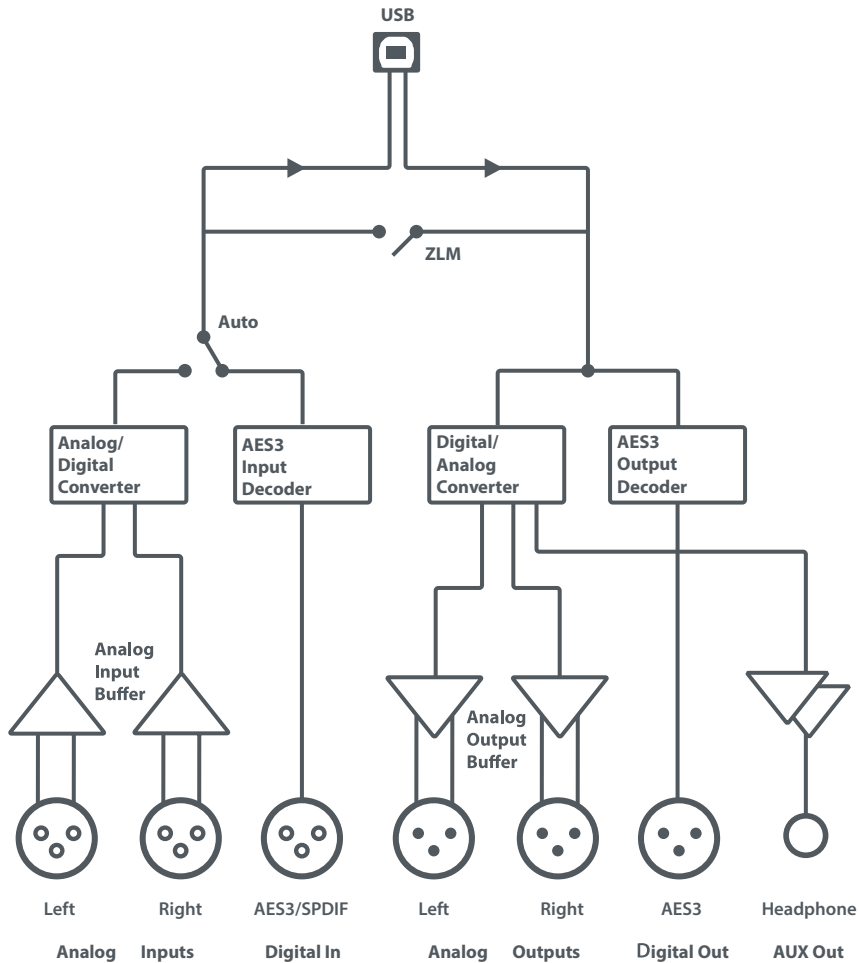 USB
ZLM
Auto
Analog/
Digital
Converter
AES3
Input
Decoder
Digital/
Analog
Converter
AES3
Output
Decoder
Analog
Input
Buffer
Analog
Output
Buffer
Left Right AES3/SPDIF Left Right AES3 Headphone
Analog Inputs Digital In Analog Outputs Digital Out AUX Out